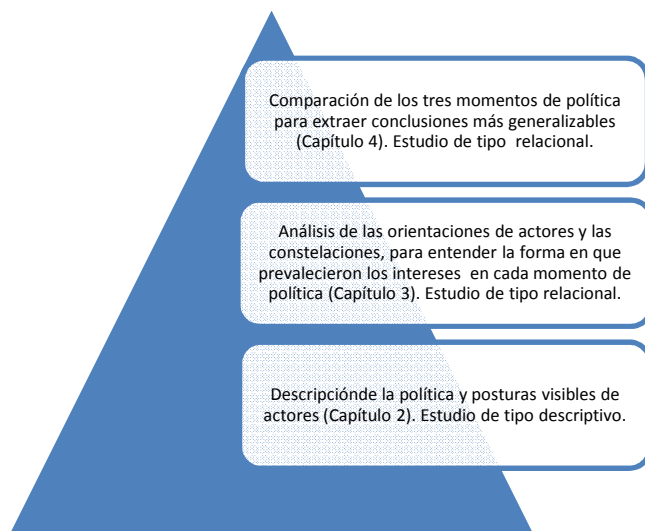 Comparación de los tres momentos de política
para extraer conclusiones más generalizables
(Capítulo 4). Estudio de tipo relacional.
Análisis de las orientaciones de actores y las
constelaciones, para entender la forma en que
prevalecieron los intereses en cada momento de
política (Capítulo 3). Estudio de tipo relacional.
Descripciónde la política y posturas visibles de
actores (Capítulo 2). Estudio de tipo descriptivo.